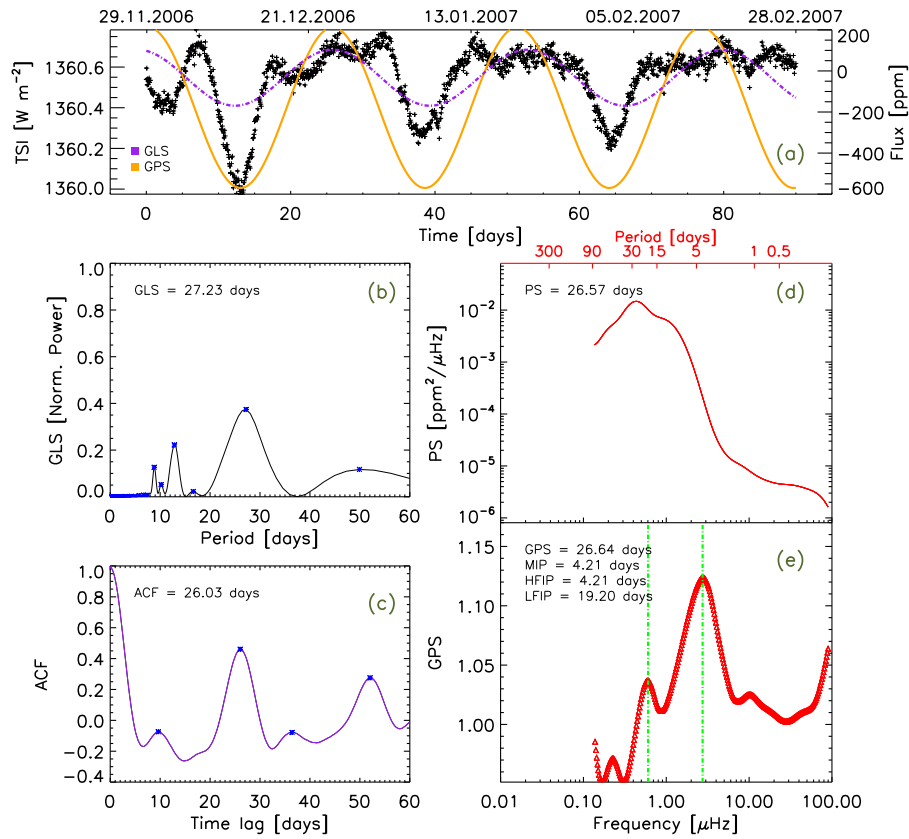 29.11.2006 21.12.2006 13.01.2007 05.02.2007 28.02.2007
TSI [W m⁻²]
1360.6
1360.4
1360.2
1360.0
200
0
−200
−400
−600
Flux [ppm]
GLS
GPS
(a)
0 20 40 60 80
Time [days]
Period [days]
300 90 30 15 5 1 0.5
GLS [Norm. Power]
1.0
0.8
0.6
0.4
0.2
0.0
GLS = 27.23 days
(b)
0 10 20 30 40 50 60
Period [days]
PS [ppm²/μHz]
10⁻²
10⁻³
10⁻⁴
10⁻⁵
10⁻⁶
PS = 26.57 days
(d)
ACF
1.0
0.8
0.6
0.4
0.2
0.0
−0.2
−0.4
ACF = 26.03 days
(c)
0 10 20 30 40 50 60
Time lag [days]
GPS
1.15
1.10
1.05
1.00
GPS = 26.64 days
MIP = 4.21 days
HFIP = 4.21 days
LFIP = 19.20 days
(e)
0.01 0.10 1.00 10.00 100.00
Frequency [μHz]